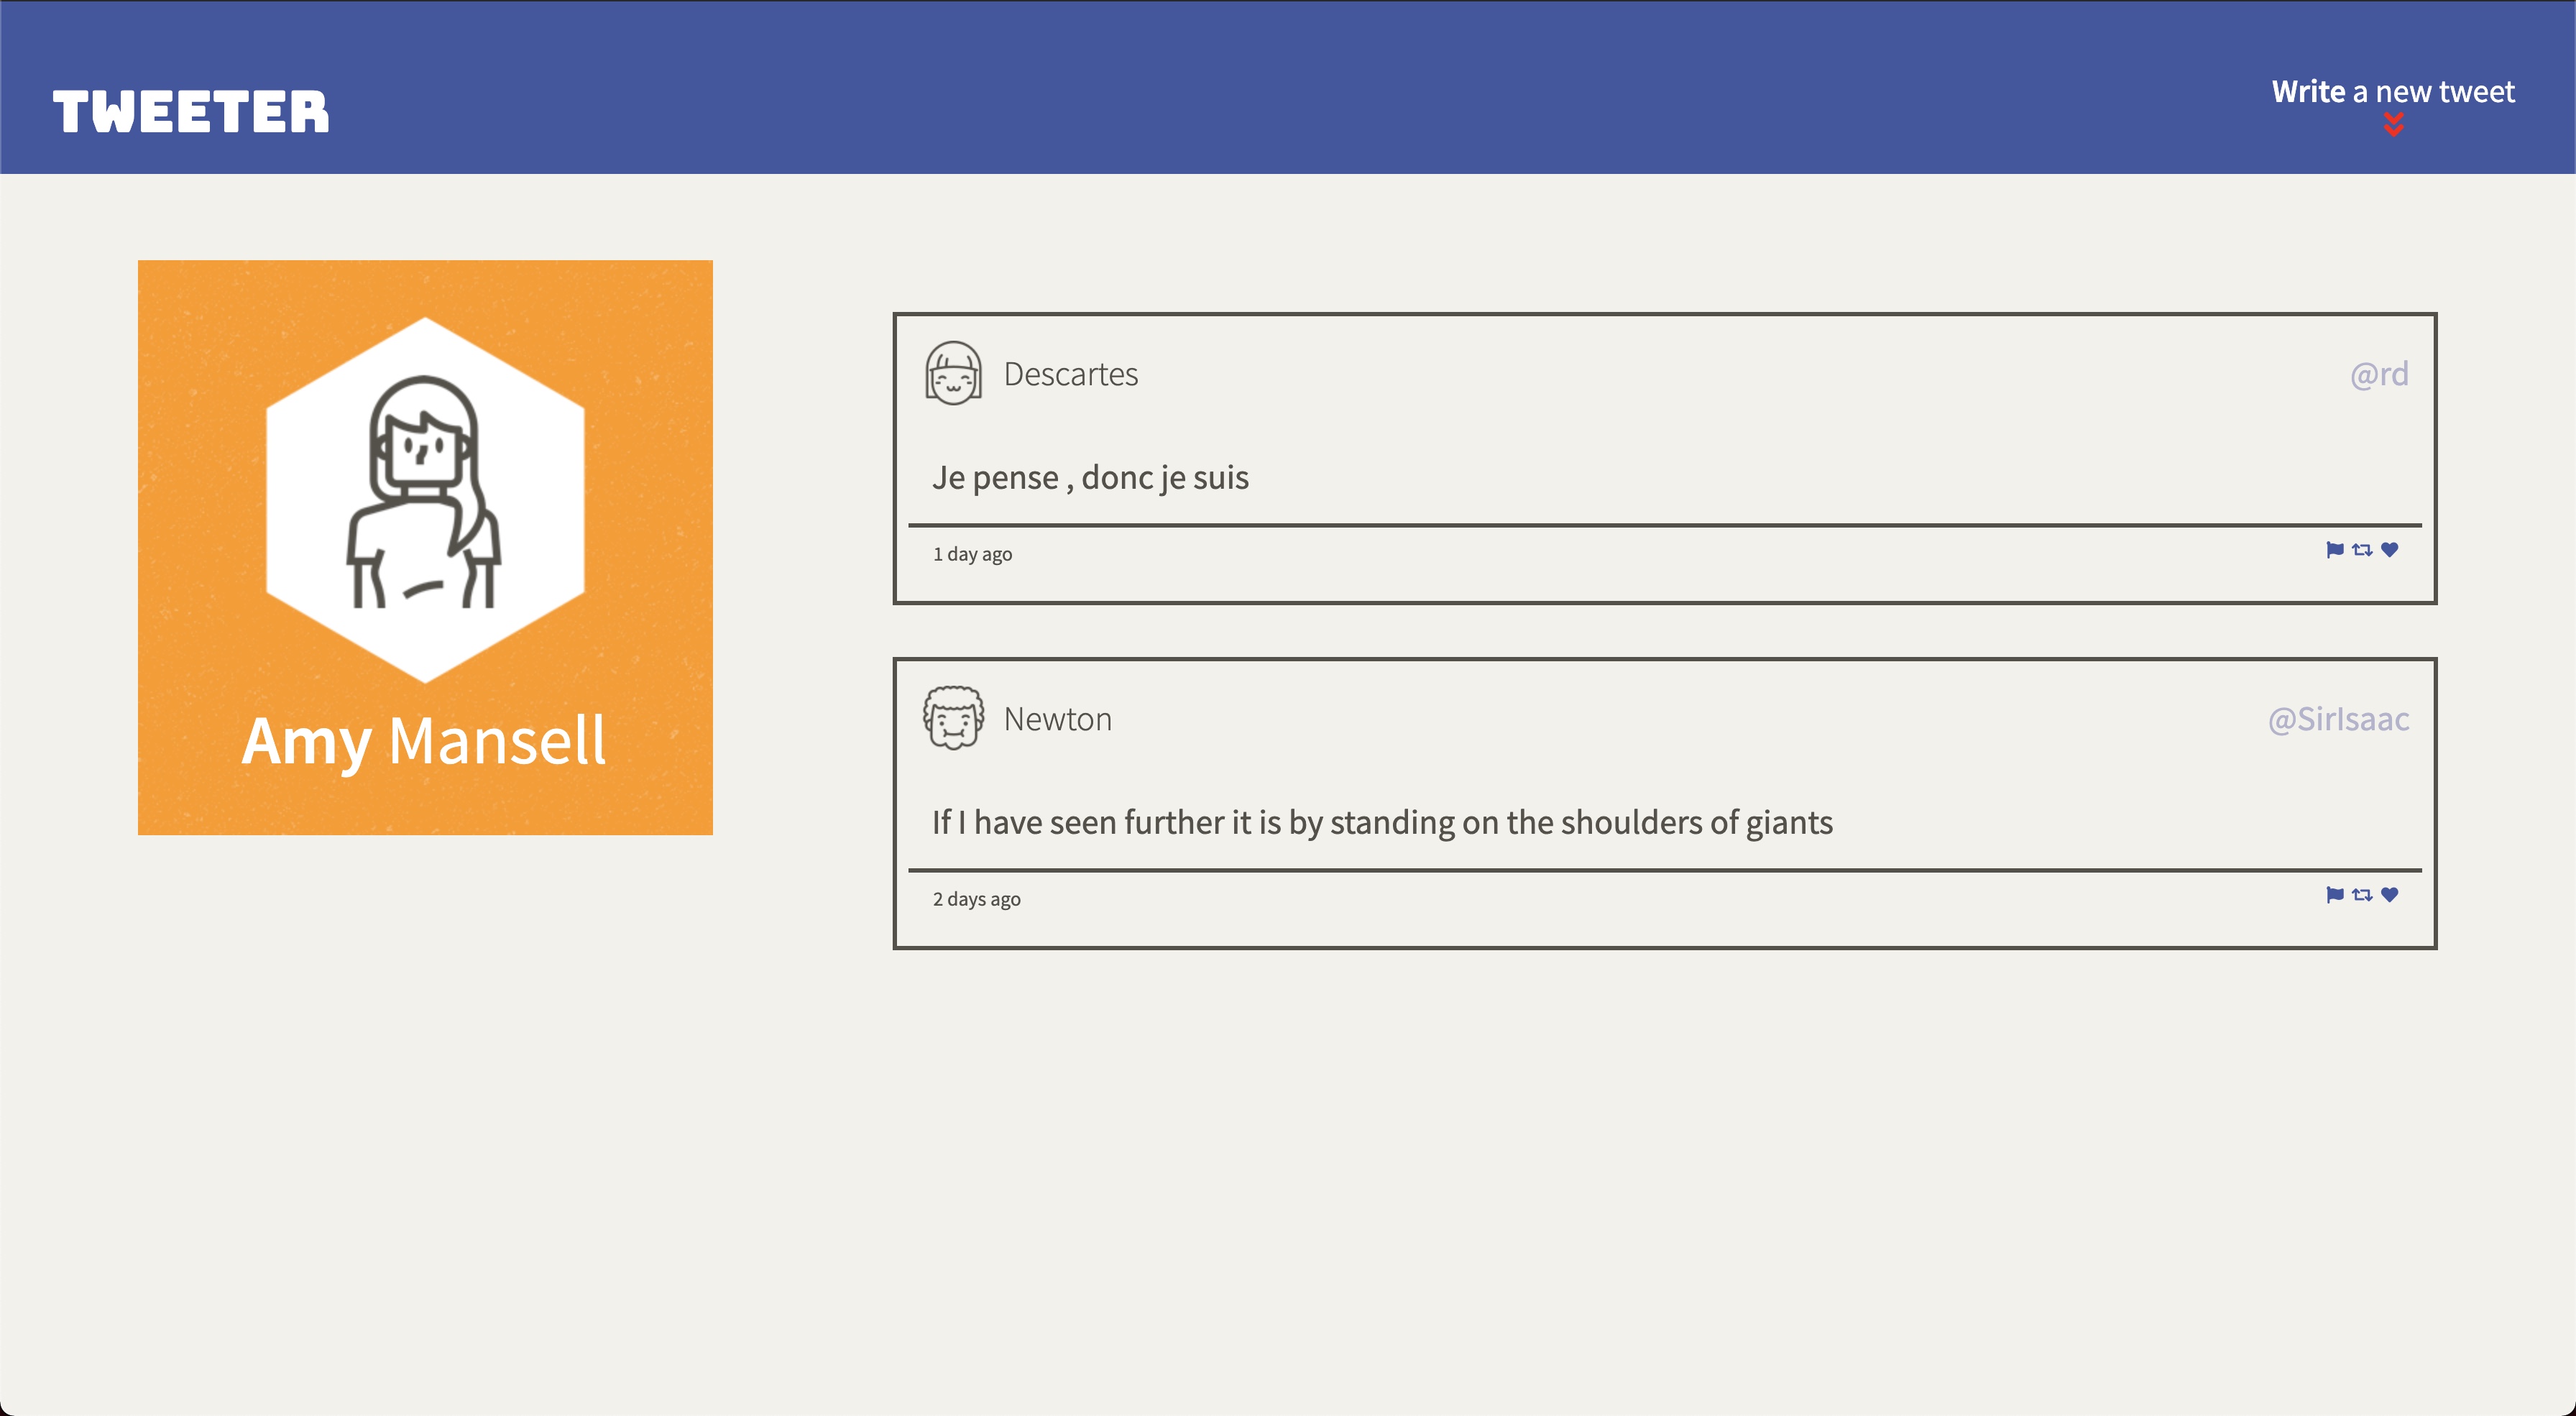 TWEETER
Write a new tweet
Amy Mansell
Descartes
@rd
Je pense , donc je suis
1 day ago
Newton
@SirIsaac
If I have seen further it is by standing on the shoulders of giants
2 days ago